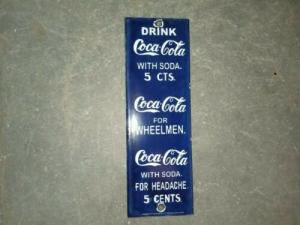 DRINK
Coca-Cola
WITH SODA.
5 CTS.
Coca-Cola
FOR
WHEELMEN.
Coca-Cola
WITH SODA.
FOR HEADACHE.
5 CENTS.